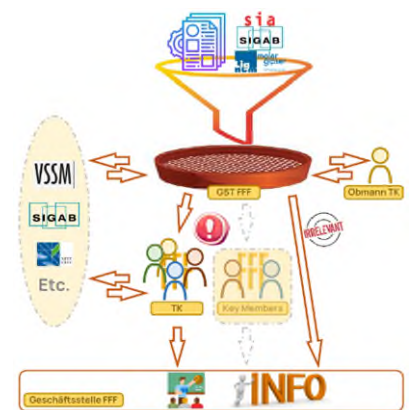 sia
SIGAB
VSSM
GST FFF
Obmann TK
SIGAB
IRRELEVANT
Etc.
FFF
TK
Key Members
INFO
Geschäftsstelle FFF